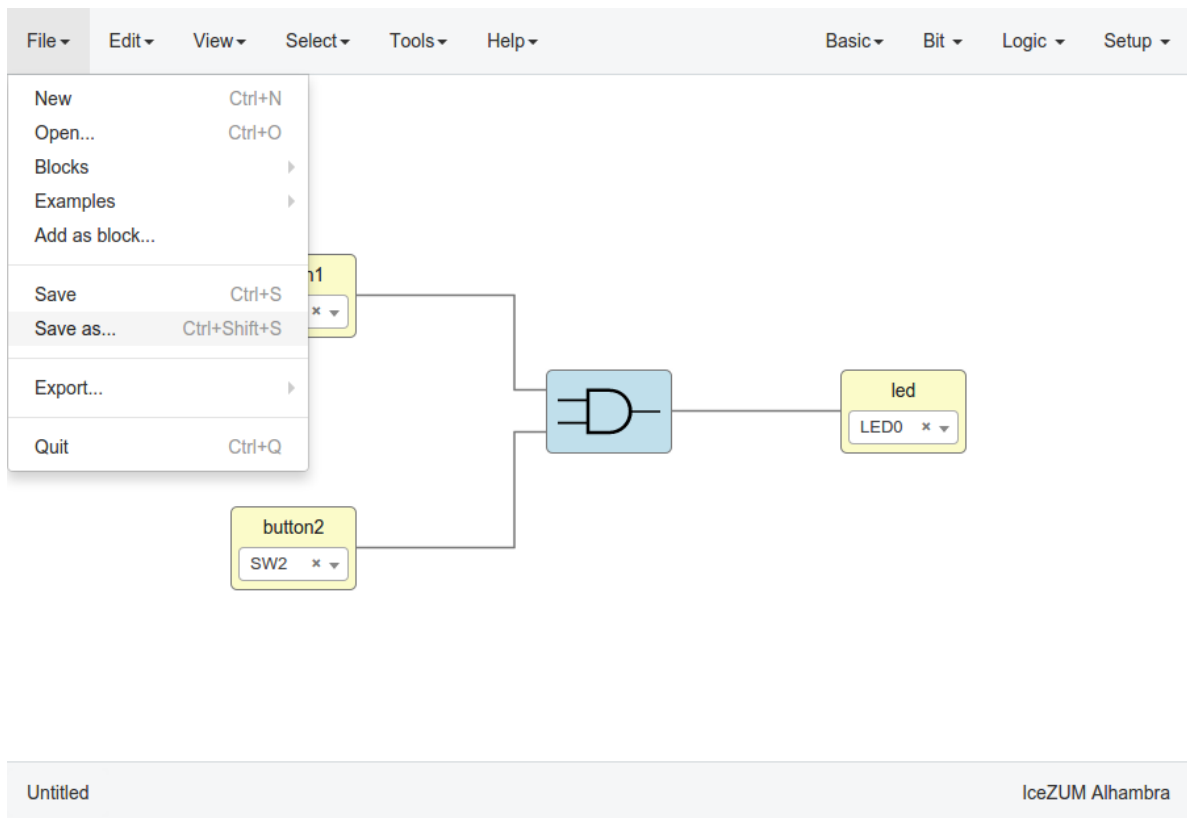 File Edit View Select Tools Help Basic Bit Logic Setup
New Ctrl+N
Open... Ctrl+O
Blocks
Examples
Add as block...
Save Ctrl+S
Save as... Ctrl+Shift+S
Export...
Quit Ctrl+Q
n1
led
LED0 ×
button2
SW2 ×
Untitled IceZUM Alhambra